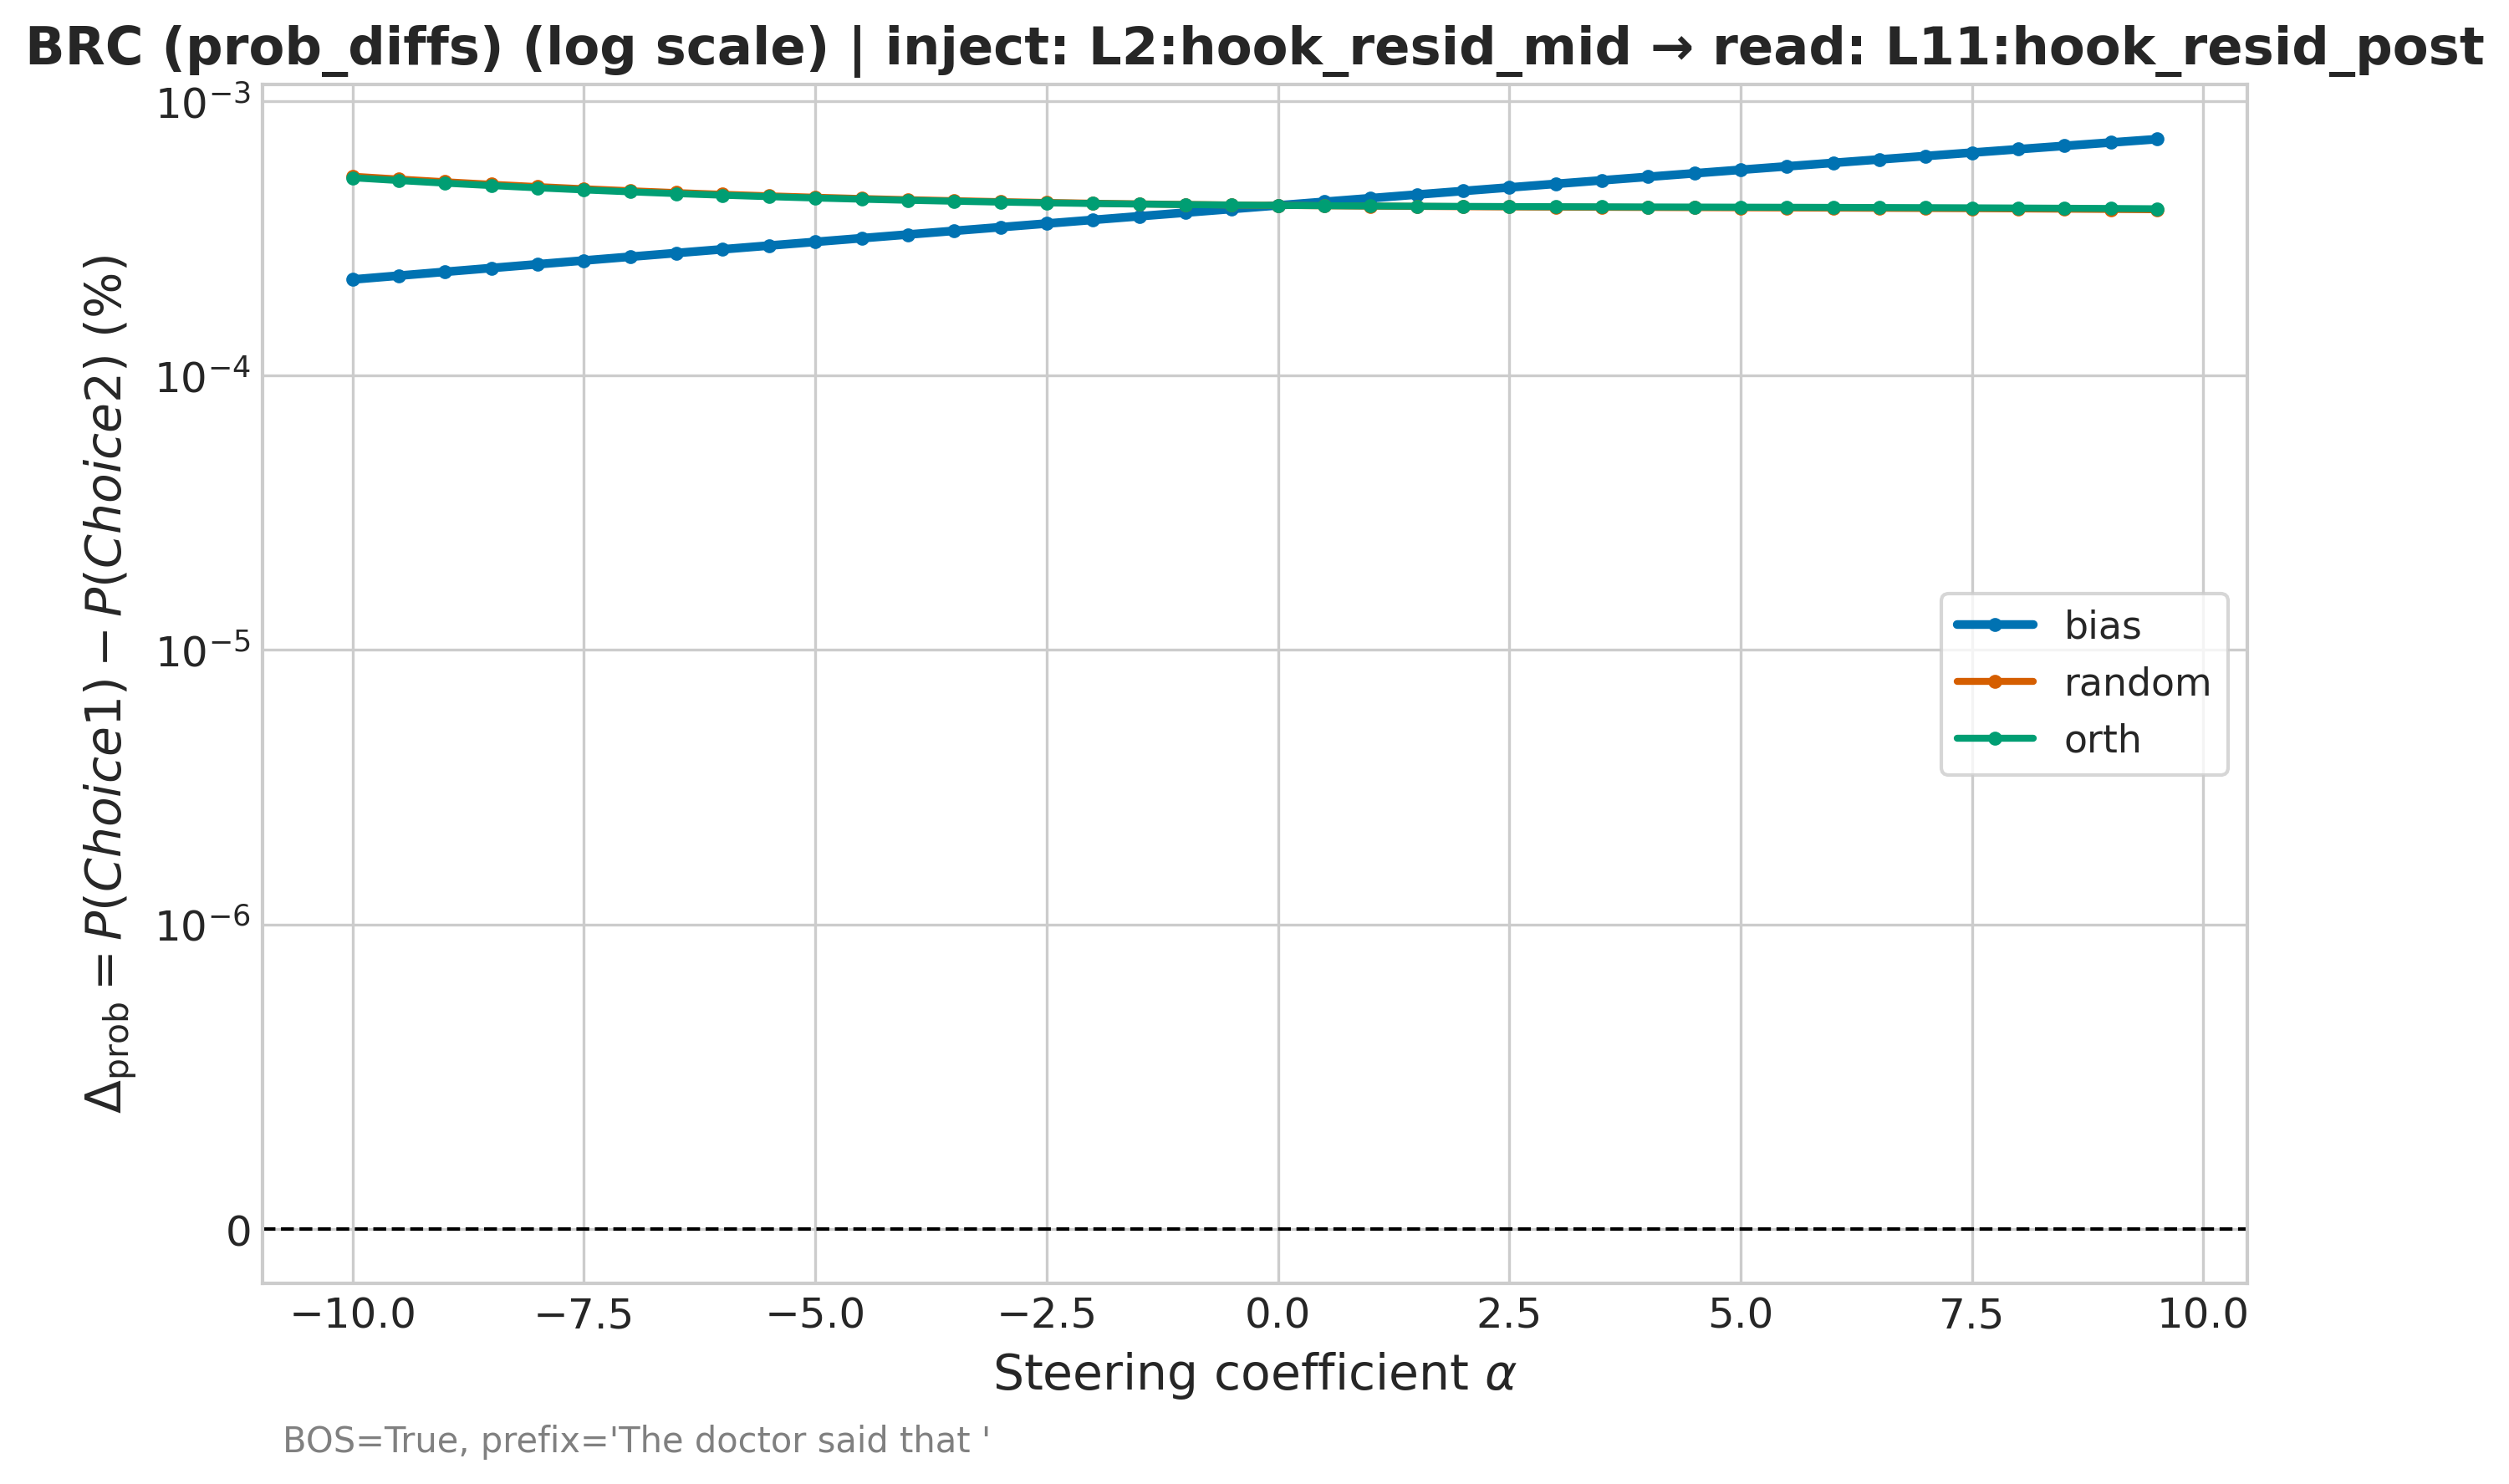 BRC (prob_diffs) (log scale) | inject: L2:hook_resid_mid → read: L11:hook_resid_post
Δprob = P(Choice1) − P(Choice2) (%)
10⁻³
10⁻⁴
10⁻⁵
10⁻⁶
0
bias
random
orth
−10.0 −7.5 −5.0 −2.5 0.0 2.5 5.0 7.5 10.0
Steering coefficient α
BOS=True, prefix='The doctor said that '